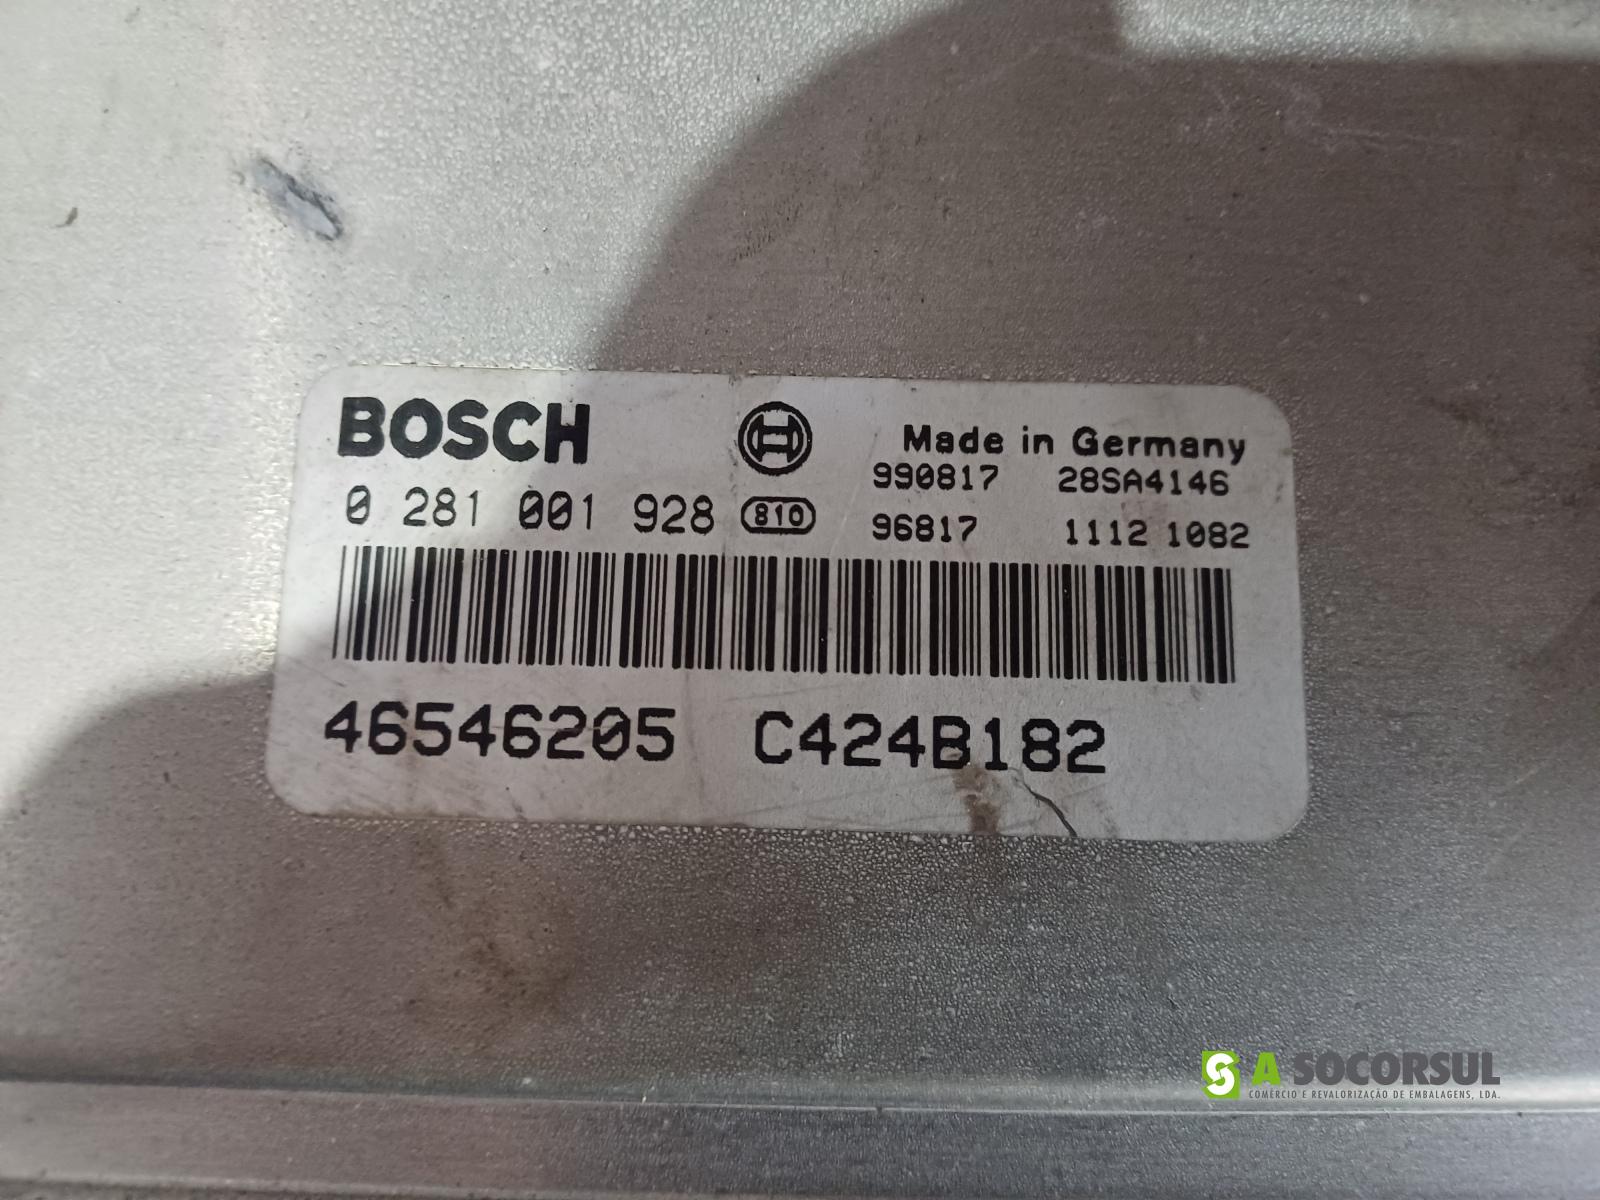 BOSCH
Made in Germany
990817 28SA4146
0 281 001 928 810
96817 1112 1082
46546205 C424B182
S A SOCORSUL
COMÉRCIO E REVALORIZAÇÃO DE EMBALAGENS, LDA.